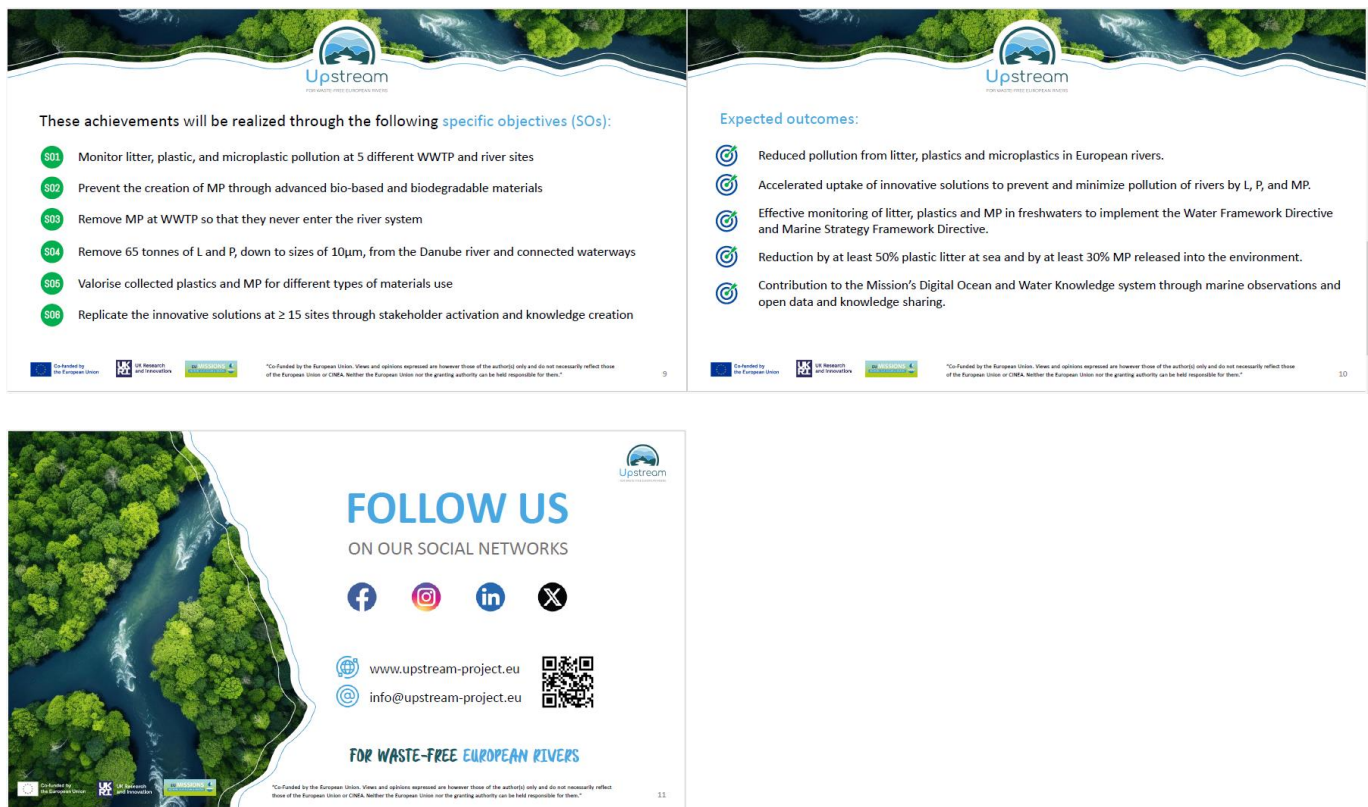 Upstream
FOR WASTE-FREE EUROPEAN RIVERS
These achievements will be realized through the following specific objectives (SOs):
SO1 Monitor litter, plastic, and microplastic pollution at 5 different WWTP and river sites
SO2 Prevent the creation of MP through advanced bio-based and biodegradable materials
SO3 Remove MP at WWTP so that they never enter the river system
SO4 Remove 65 tonnes of L and P, down to sizes of 10µm, from the Danube river and connected waterways
SO5 Valorise collected plastics and MP for different types of materials use
SO6 Replicate the innovative solutions at ≥ 15 sites through stakeholder activation and knowledge creation
Co-funded by
the European Union
UK
RI
UK Research
and Innovation
EU MISSIONS
"Co-Funded by the European Union. Views and opinions expressed are however those of the author(s) only and do not necessarily reflect those
of the European Union or CINEA. Neither the European Union nor the granting authority can be held responsible for them."
9
Upstream
FOR WASTE-FREE EUROPEAN RIVERS
Expected outcomes:
Reduced pollution from litter, plastics and microplastics in European rivers.
Accelerated uptake of innovative solutions to prevent and minimize pollution of rivers by L, P, and MP.
Effective monitoring of litter, plastics and MP in freshwaters to implement the Water Framework Directive
and Marine Strategy Framework Directive.
Reduction by at least 50% plastic litter at sea and by at least 30% MP released into the environment.
Contribution to the Mission's Digital Ocean and Water Knowledge system through marine observations and
open data and knowledge sharing.
Co-funded by
the European Union
UK
RI
UK Research
and Innovation
EU MISSIONS
"Co-Funded by the European Union. Views and opinions expressed are however those of the author(s) only and do not necessarily reflect those
of the European Union or CINEA. Neither the European Union nor the granting authority can be held responsible for them."
10
Upstream
FOLLOW US
ON OUR SOCIAL NETWORKS
www.upstream-project.eu
info@upstream-project.eu
FOR WASTE-FREE EUROPEAN RIVERS
Co-funded by
the European Union
UK
RI
UK Research
and Innovation
EU MISSIONS
"Co-Funded by the European Union. Views and opinions expressed are however those of the author(s) only and do not necessarily reflect
those of the European Union or CINEA. Neither the European Union nor the granting authority can be held responsible for them."
11